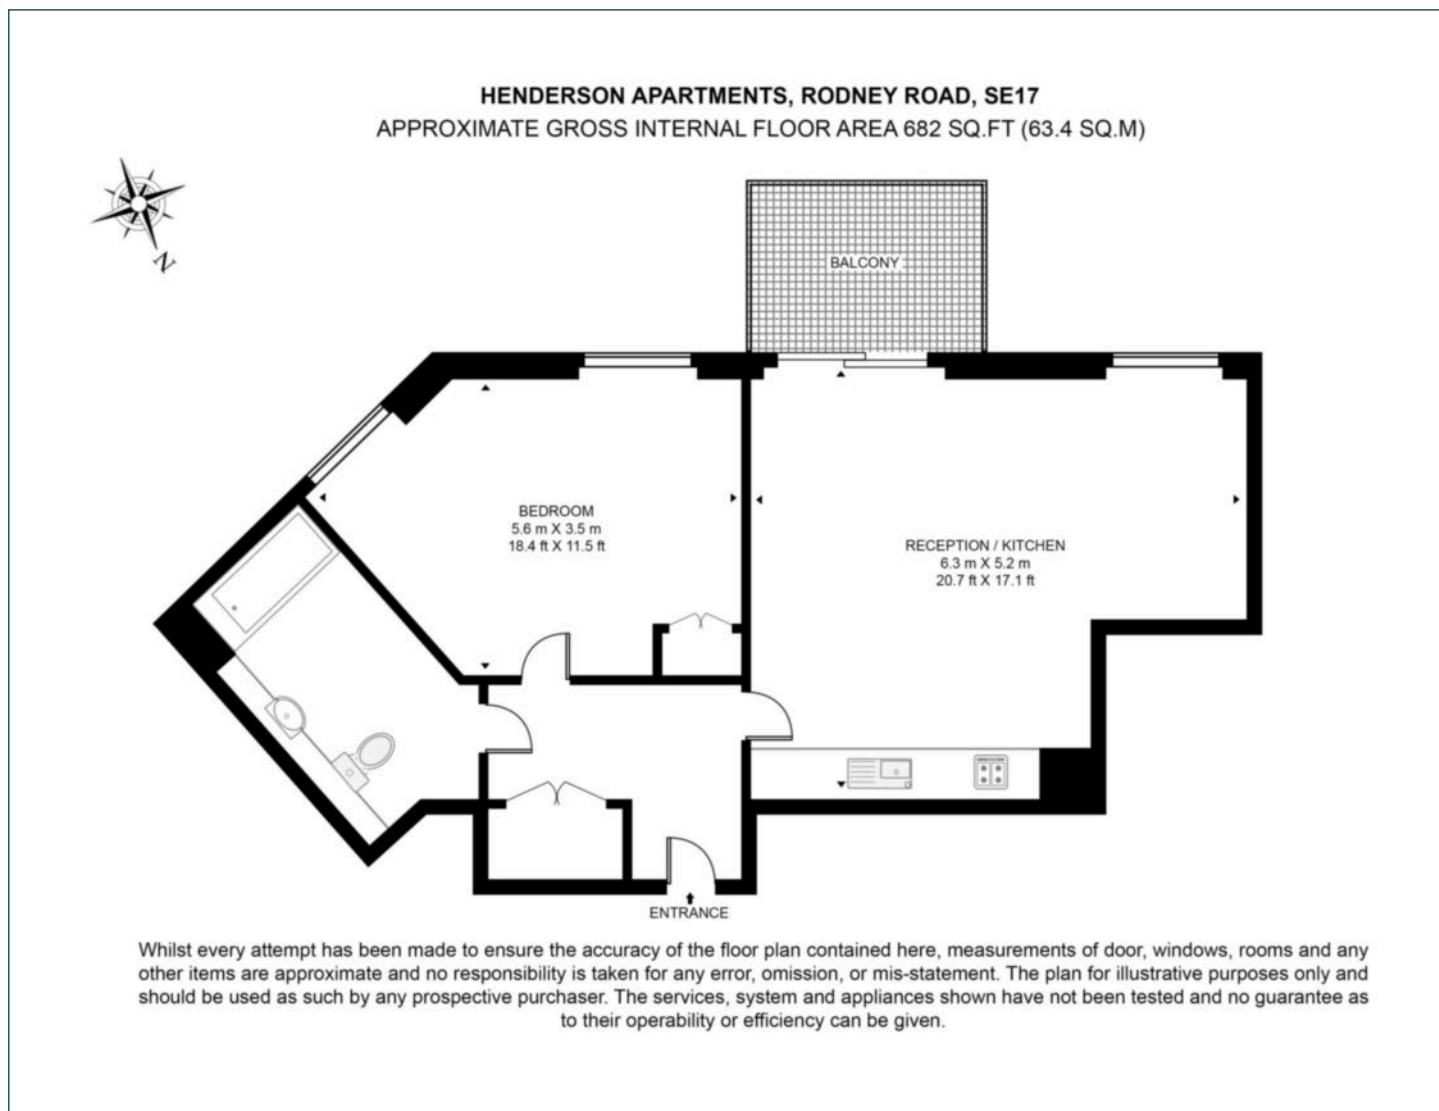 HENDERSON APARTMENTS, RODNEY ROAD, SE17
APPROXIMATE GROSS INTERNAL FLOOR AREA 682 SQ.FT (63.4 SQ.M)
N
BALCONY
BEDROOM
5.6 m X 3.5 m
18.4 ft X 11.5 ft
RECEPTION / KITCHEN
6.3 m X 5.2 m
20.7 ft X 17.1 ft
ENTRANCE
Whilst every attempt has been made to ensure the accuracy of the floor plan contained here, measurements of door, windows, rooms and any
other items are approximate and no responsibility is taken for any error, omission, or mis-statement. The plan for illustrative purposes only and
should be used as such by any prospective purchaser. The services, system and appliances shown have not been tested and no guarantee as
to their operability or efficiency can be given.